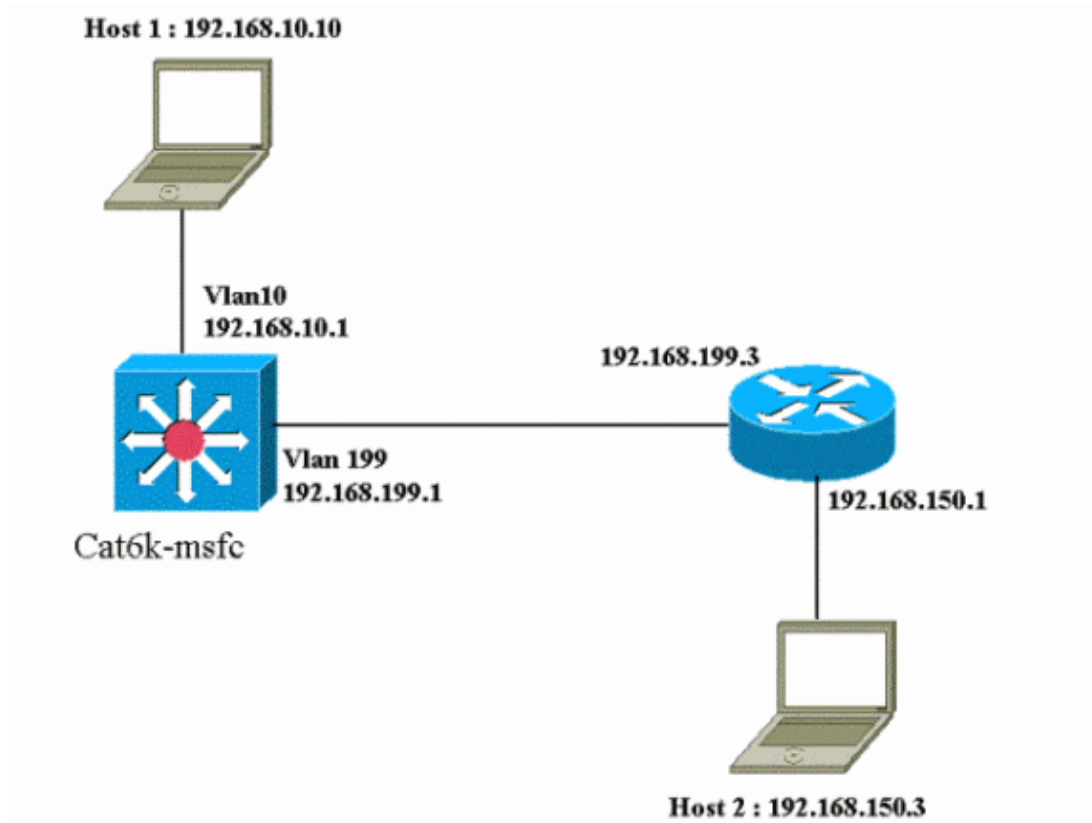 Host 1 : 192.168.10.10
Vlan10
192.168.10.1
192.168.199.3
Vlan 199
192.168.199.1
192.168.150.1
Cat6k-msfc
Host 2 : 192.168.150.3